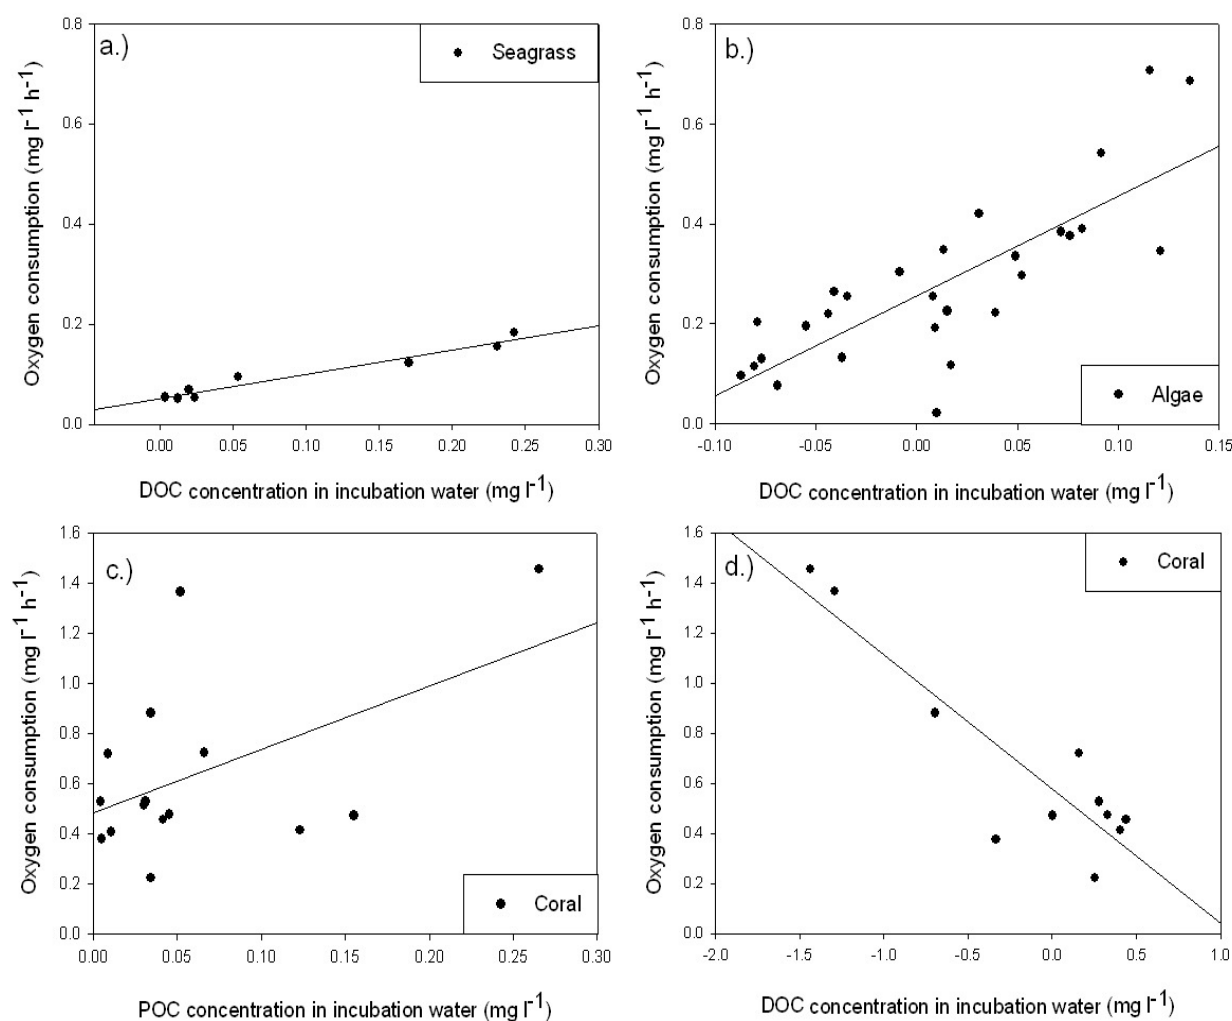 a.)
Seagrass
Oxygen consumption (mg l-1 h-1)
0.8
0.6
0.4
0.2
0.0
0.00 0.05 0.10 0.15 0.20 0.25 0.30
DOC concentration in incubation water (mg l-1)
b.)
Algae
Oxygen consumption (mg l-1 h-1)
0.8
0.6
0.4
0.2
0.0
-0.10 -0.05 0.00 0.05 0.10 0.15
DOC concentration in incubation water (mg l-1)
c.)
Coral
Oxygen consumption (mg l-1 h-1)
1.6
1.4
1.2
1.0
0.8
0.6
0.4
0.2
0.0
0.00 0.05 0.10 0.15 0.20 0.25 0.30
POC concentration in incubation water (mg l-1)
d.)
Coral
Oxygen consumption (mg l-1 h-1)
1.6
1.4
1.2
1.0
0.8
0.6
0.4
0.2
0.0
-2.0 -1.5 -1.0 -0.5 0.0 0.5 1.0
DOC concentration in incubation water (mg l-1)